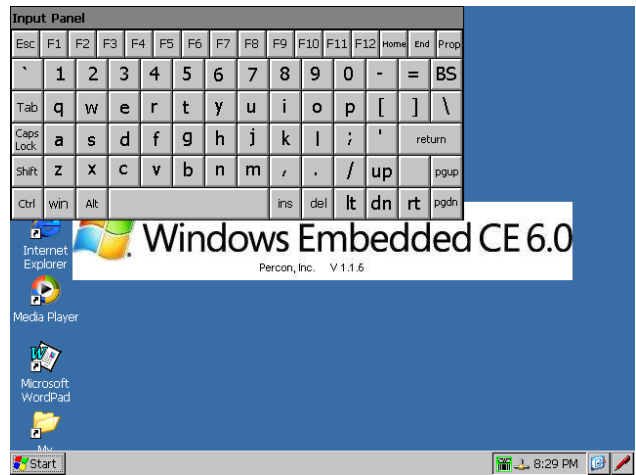 Input Panel
Esc F1 F2 F3 F4 F5 F6 F7 F8 F9 F10 F11 F12 Home End Prop
` 1 2 3 4 5 6 7 8 9 0 - = BS
Tab q w e r t y u i o p [ ] \
Caps Lock a s d f g h j k l ; ' return
Shift z x c v b n m , . / up pgup
Ctrl win Alt ins del lt dn rt pgdn
Windows Embedded CE 6.0
Percon, Inc. V 1.1.6
Internet
Explorer
Media Player
Microsoft
WordPad
My
Start
8:29 PM